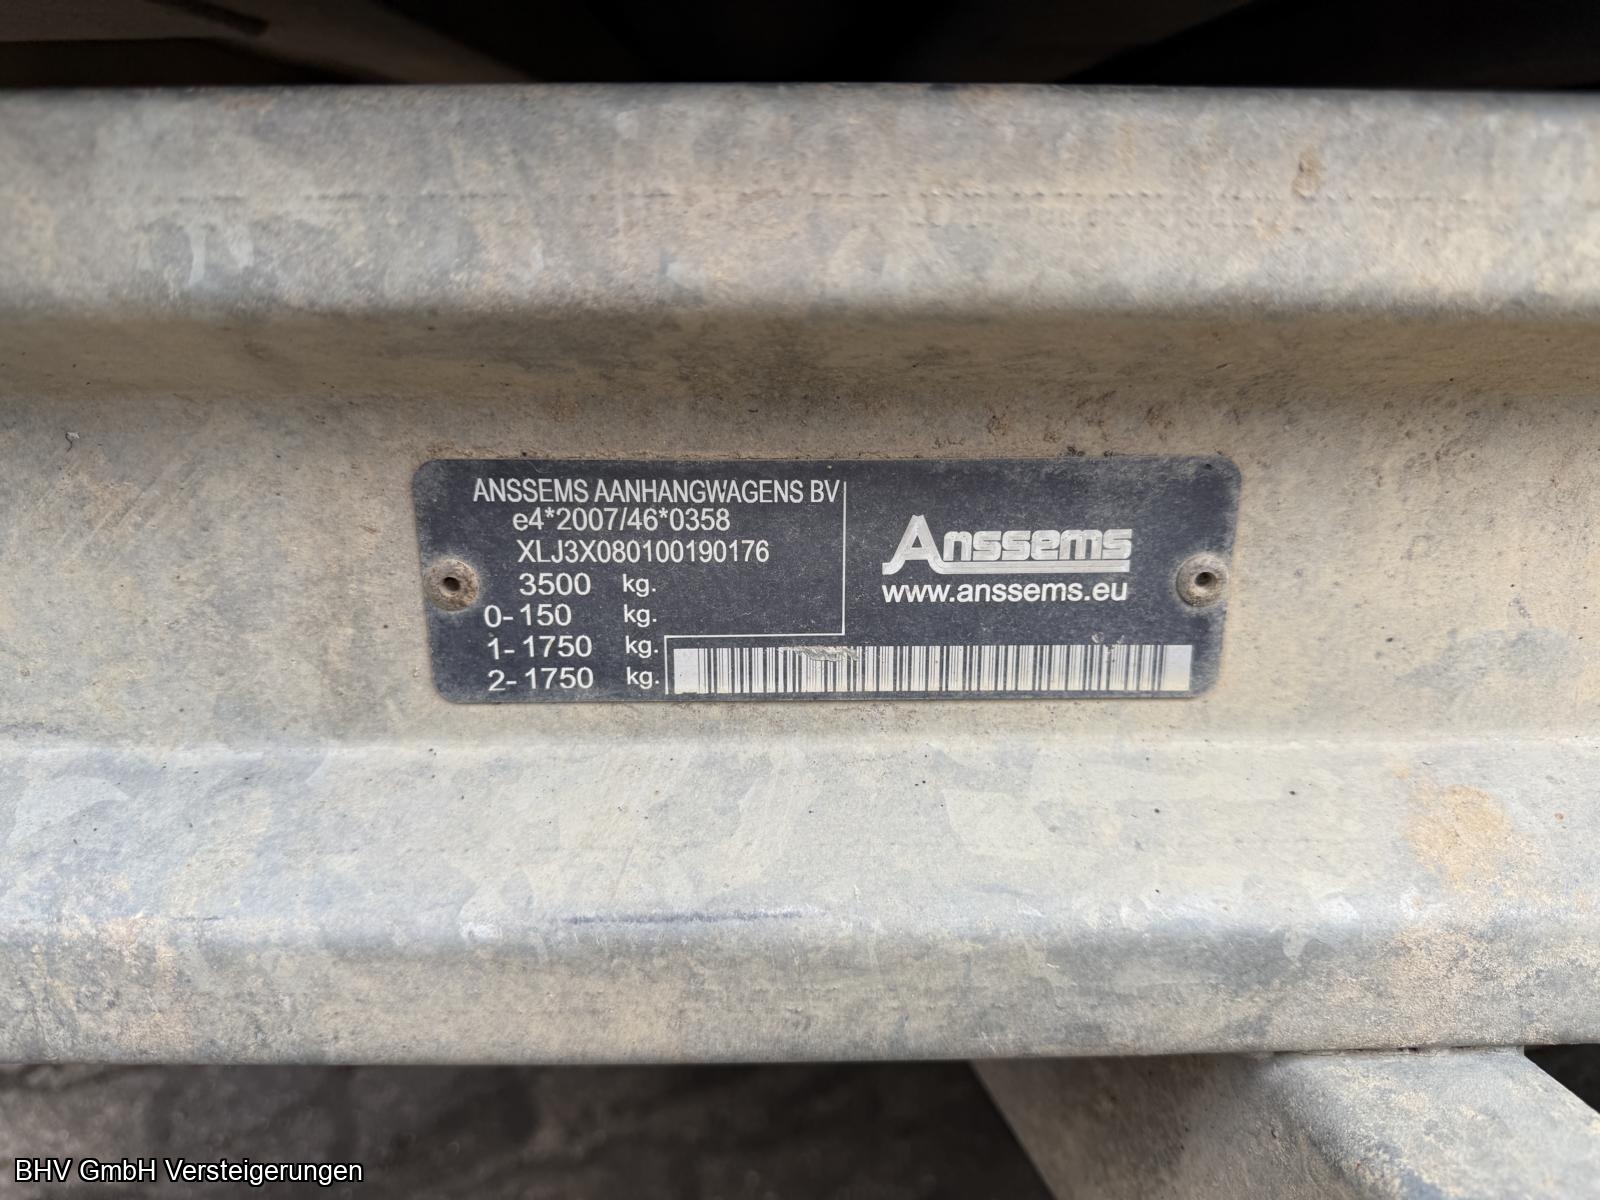 ANSSEMS AANHANGWAGENS BV
e4*2007/46*0358
XLJ3X080100190176
3500 kg.
0-150 kg.
1-1750 kg.
2-1750 kg.
Anssems
www.anssems.eu
BHV GmbH Versteigerungen